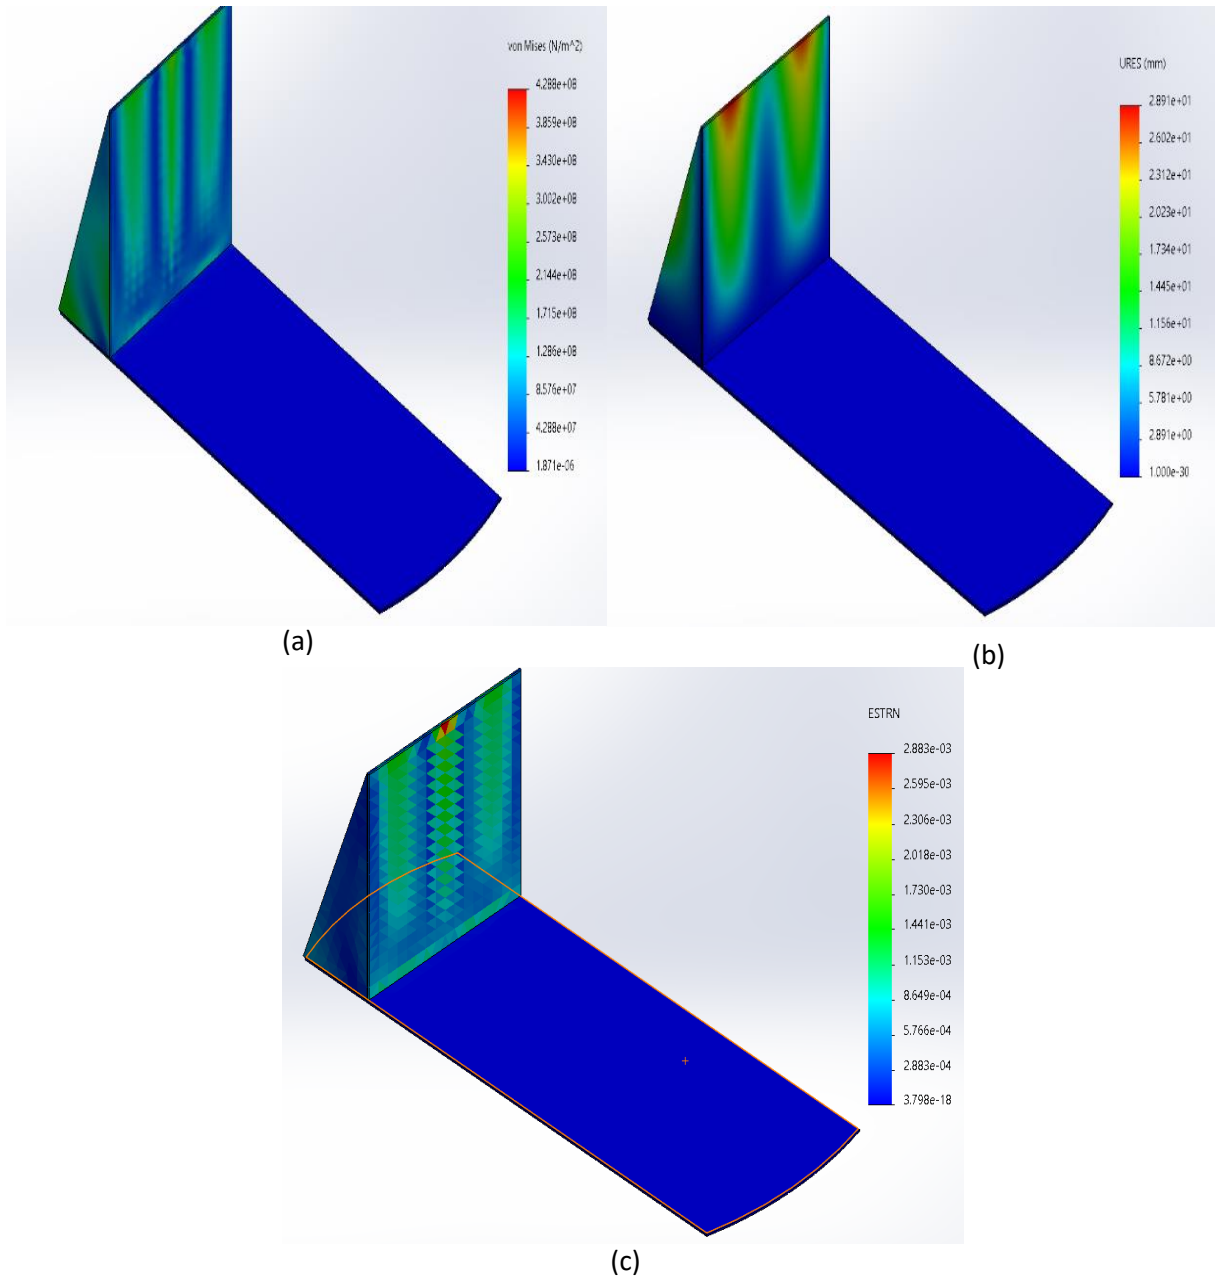 von Mises (N/m^2)
4.288e+08
3.859e+08
3.430e+08
3.002e+08
2.573e+08
2.144e+08
1.715e+08
1.286e+08
8.576e+07
4.288e+07
1.871e-06
(a)
URES (mm)
2.891e+01
2.602e+01
2.312e+01
2.023e+01
1.734e+01
1.445e+01
1.156e+01
8.672e+00
5.781e+00
2.891e+00
1.000e-30
(b)
ESTRN
2.883e-03
2.595e-03
2.306e-03
2.018e-03
1.730e-03
1.441e-03
1.153e-03
8.649e-04
5.766e-04
2.883e-04
3.798e-18
(c)